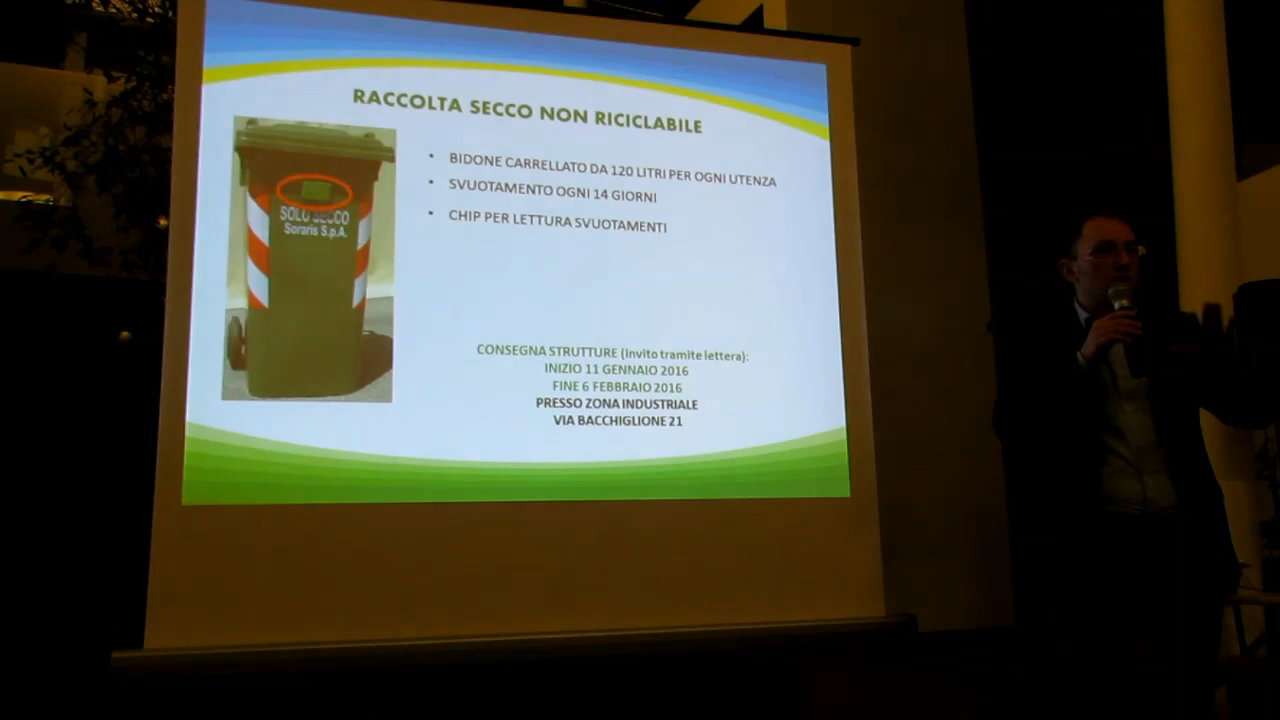 RACCOLTA SECCO NON RICICLABILE
SOLO SECCO
Soraris S.p.A.
• BIDONE CARRELLATO DA 120 LITRI PER OGNI UTENZA
• SVUOTAMENTO OGNI 14 GIORNI
• CHIP PER LETTURA SVUOTAMENTI
CONSEGNA STRUTTURE (invito tramite lettera):
INIZIO 11 GENNAIO 2016
FINE 6 FEBBRAIO 2016
PRESSO ZONA INDUSTRIALE
VIA BACCHIGLIONE 21